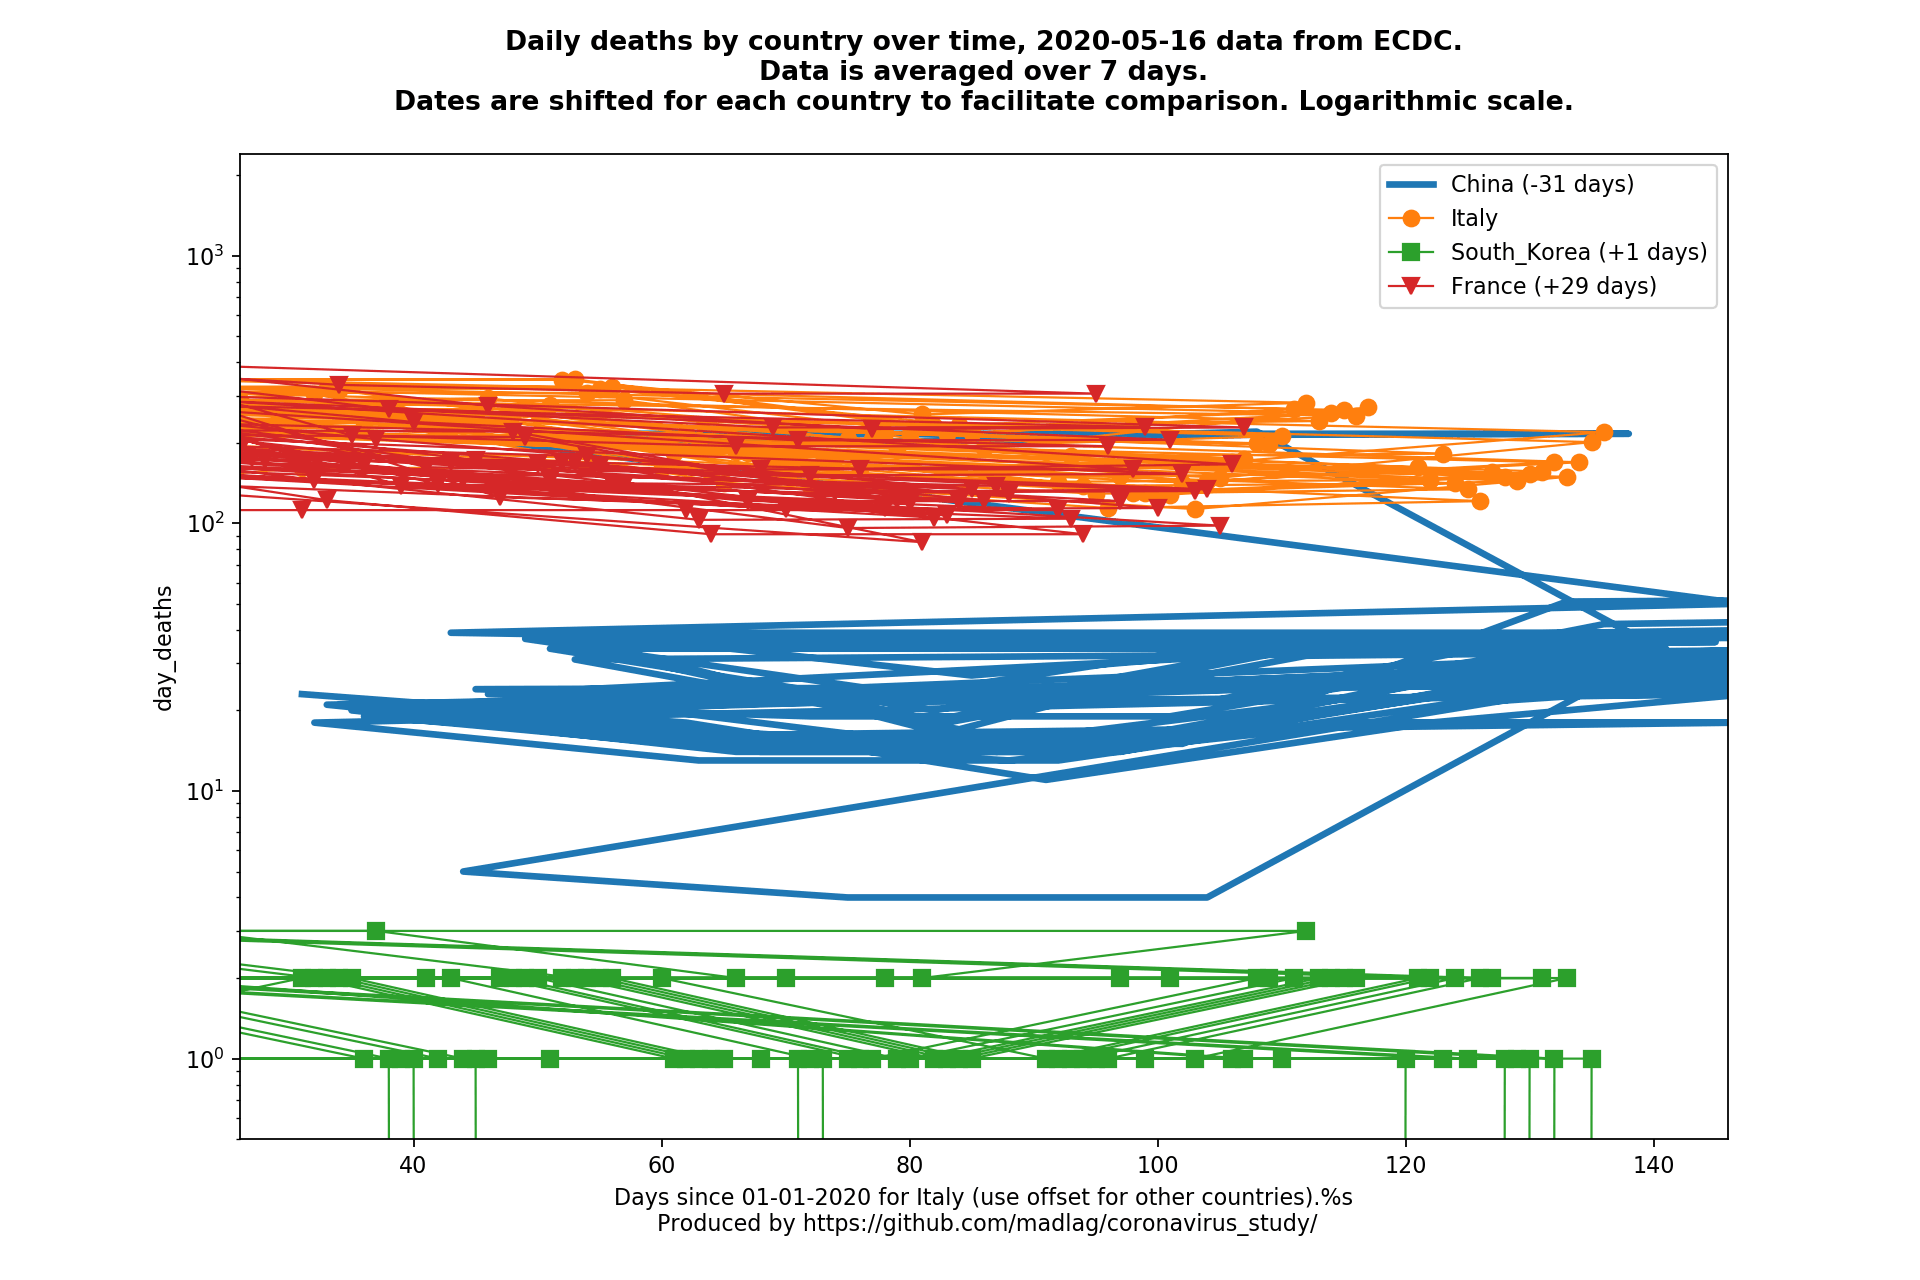 Daily deaths by country over time, 2020-05-16 data from ECDC.
Data is averaged over 7 days.
Dates are shifted for each country to facilitate comparison. Logarithmic scale.
China (-31 days)
Italy
South_Korea (+1 days)
France (+29 days)
day_deaths
10³
10²
10¹
10⁰
40 60 80 100 120 140
Days since 01-01-2020 for Italy (use offset for other countries).%s
Produced by https://github.com/madlag/coronavirus_study/